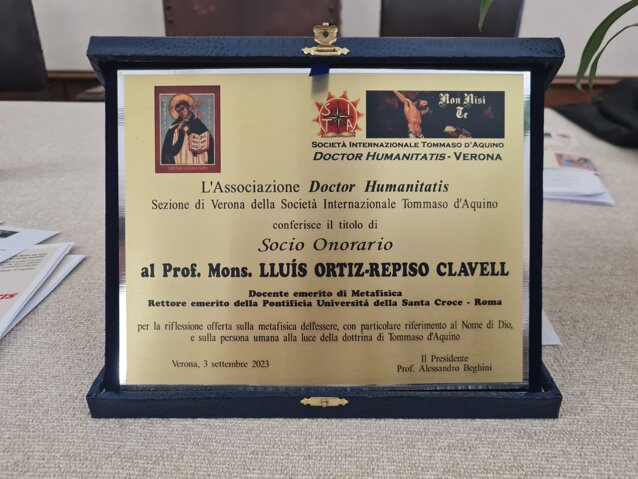 S I T A
Non Nisi
Te
SOCIETÀ INTERNAZIONALE TOMMASO D'AQUINO
DOCTOR HUMANITATIS - VERONA
L'Associazione Doctor Humanitatis
Sezione di Verona della Società Internazionale Tommaso d'Aquino
conferisce il titolo di
Socio Onorario
al Prof. Mons. LLUÍS ORTIZ-REPISO CLAVELL
Docente emerito di Metafisica
Rettore emerito della Pontificia Università della Santa Croce - Roma
per la riflessione offerta sulla metafisica dell'essere, con particolare riferimento al Nome di Dio,
e sulla persona umana alla luce della dottrina di Tommaso d'Aquino
Verona, 3 settembre 2023
Il Presidente
Prof. Alessandro Beghini